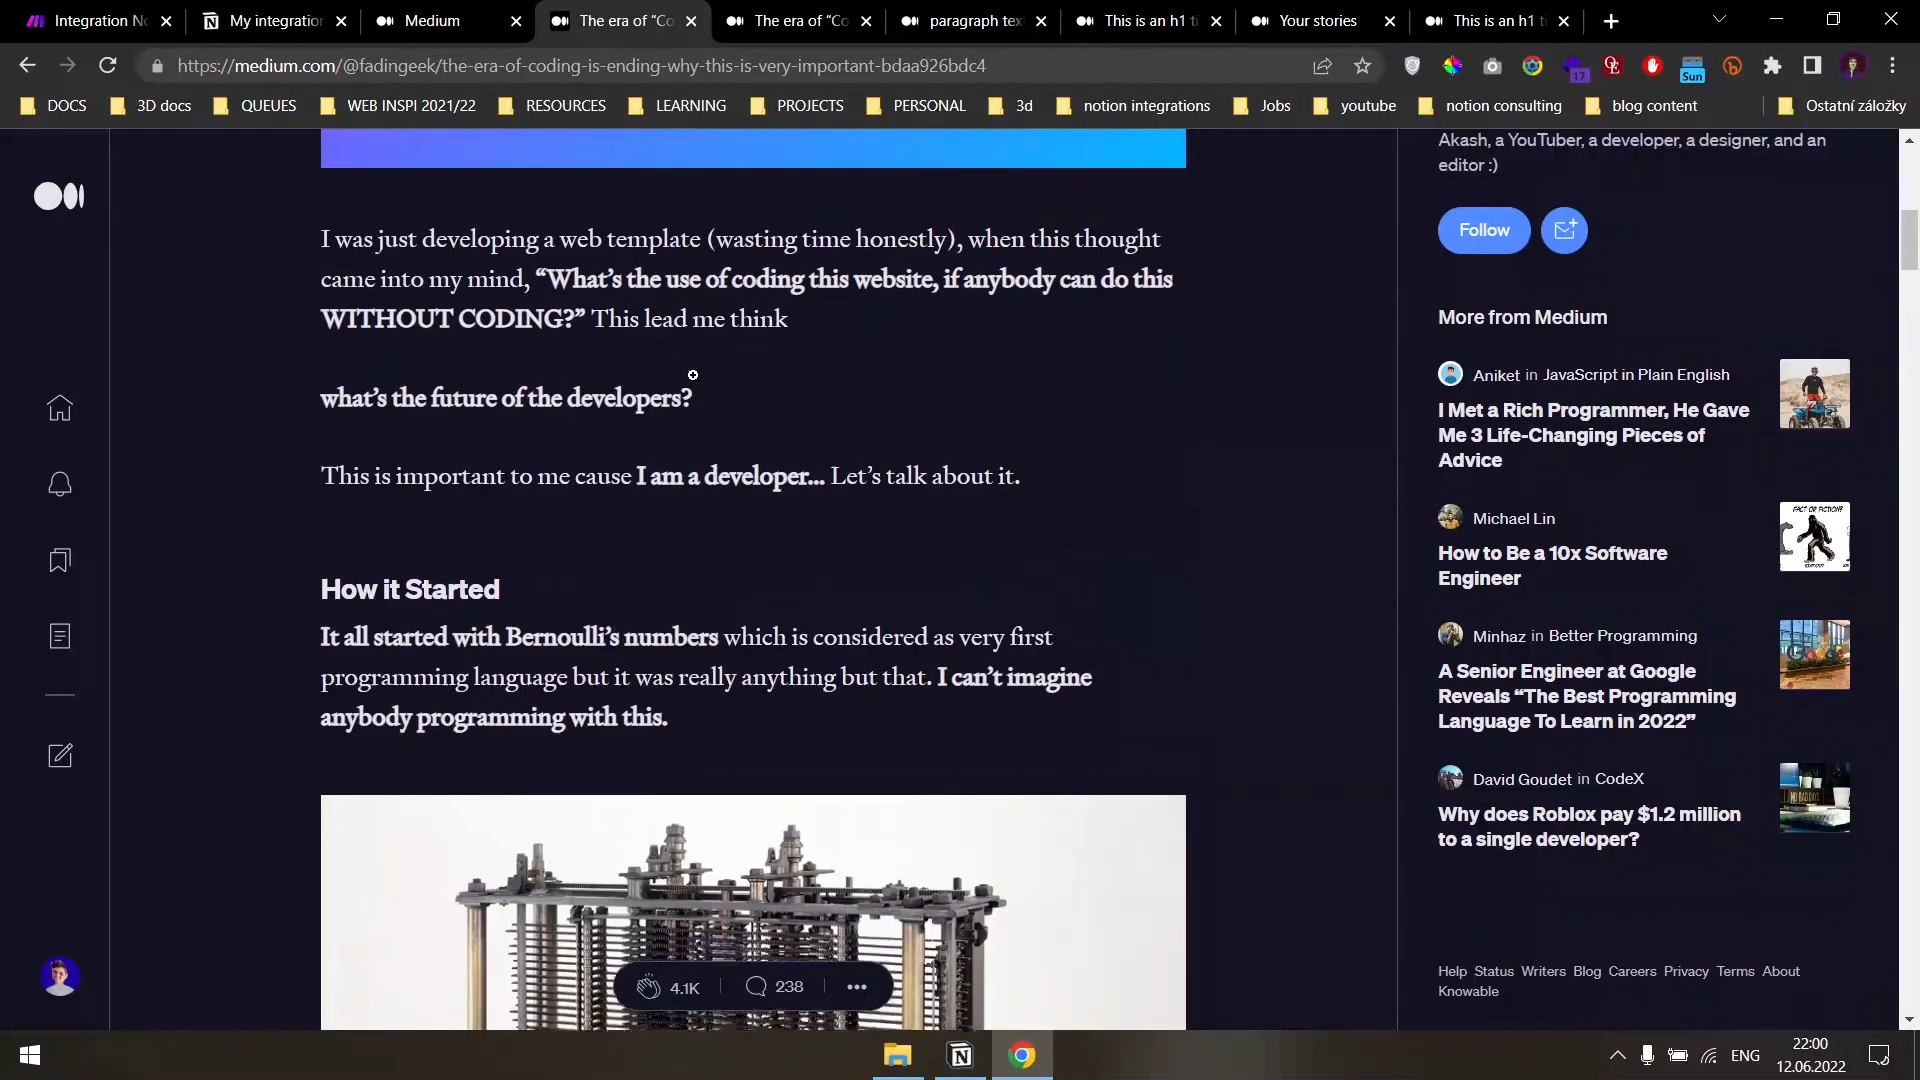 Integration No
My integration
Medium
The era of “Co
The era of “Co
paragraph tex
This is an h1 ti
Your stories
This is an h1 ti
https://medium.com/@fadingeek/the-era-of-coding-is-ending-why-this-is-very-important-bdaa926bdc4
17
Sun
DOCS
3D docs
QUEUES
WEB INSPI 2021/22
RESOURCES
LEARNING
PROJECTS
PERSONAL
3d
notion integrations
Jobs
youtube
notion consulting
blog content
Ostatní záložky
I was just developing a web template (wasting time honestly), when this thought
came into my mind, “What’s the use of coding this website, if anybody can do this
WITHOUT CODING?” This lead me think
what’s the future of the developers?
This is important to me cause I am a developer… Let’s talk about it.
How it Started
It all started with Bernoulli’s numbers which is considered as very first
programming language but it was really anything but that. I can’t imagine
anybody programming with this.
4.1K
238
Akash, a YouTuber, a developer, a designer, and an
editor :)
Follow
More from Medium
Aniket in JavaScript in Plain English
I Met a Rich Programmer, He Gave
Me 3 Life-Changing Pieces of
Advice
Michael Lin
How to Be a 10x Software
Engineer
FACT OR FICTION?
Minhaz in Better Programming
A Senior Engineer at Google
Reveals “The Best Programming
Language To Learn in 2022”
David Goudet in CodeX
Why does Roblox pay $1.2 million
to a single developer?
Help Status Writers Blog Careers Privacy Terms About
Knowable
ENG
22:00
12.06.2022